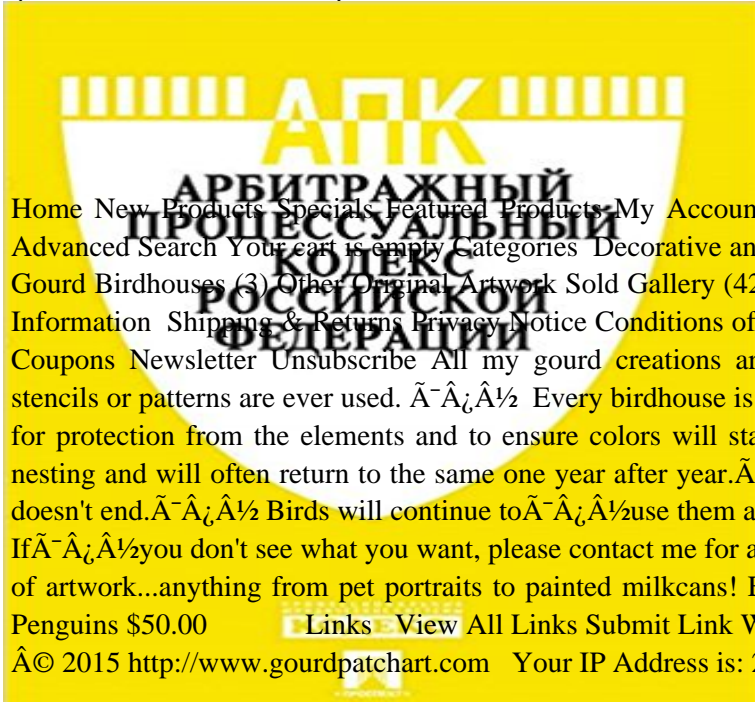 АПК
АРБИТРАЖНЫЙ
ПРОЦЕССУАЛЬНЫЙ
КОДЕКС
РОССИЙСКОЙ
ФЕДЕРАЦИИ
Home New Products Specials Featured Products My Accoun
Advanced Search Your cart is empty Categories Decorative an
Gourd Birdhouses (3) Other Original Artwork Sold Gallery (42
Information Shipping & Returns Privacy Notice Conditions of
Coupons Newsletter Unsubscribe All my gourd creations ar
stencils or patterns are ever used. Ã¯Â¿Â½ Every birdhouse is
for protection from the elements and to ensure colors will sta
nesting and will often return to the same one year after year.Ã
doesn't end.Ã¯Â¿Â½ Birds will continue toÃ¯Â¿Â½use them a
IfÃ¯Â¿Â½you don't see what you want, please contact me for a
of artwork...anything from pet portraits to painted milkcans!
Penguins $50.00 Links View All Links Submit Link W
Â© 2015 http://www.gourdpatchart.com Your IP Address is: 2